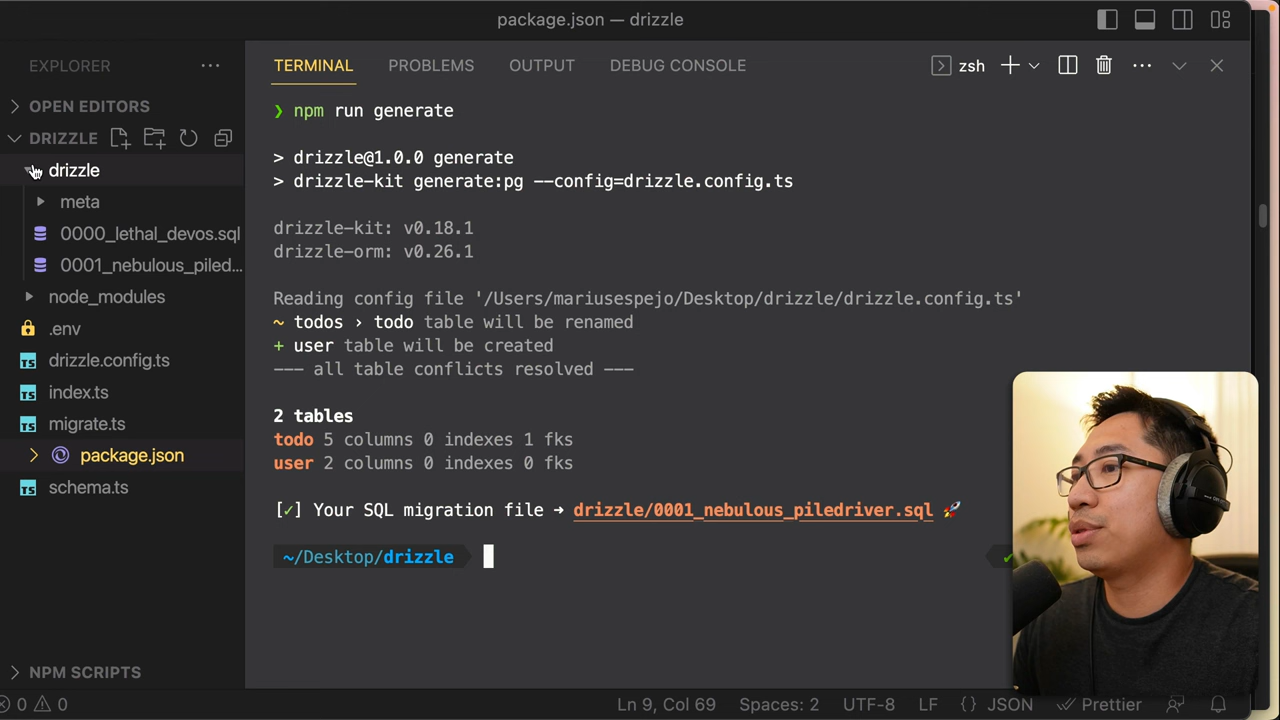 package.json — drizzle
EXPLORER
OPEN EDITORS
DRIZZLE
drizzle
meta
0000_lethal_devos.sql
0001_nebulous_piled...
node_modules
.env
drizzle.config.ts
index.ts
migrate.ts
package.json
schema.ts
NPM SCRIPTS
TERMINAL PROBLEMS OUTPUT DEBUG CONSOLE zsh
❯ npm run generate
> drizzle@1.0.0 generate
> drizzle-kit generate:pg --config=drizzle.config.ts
drizzle-kit: v0.18.1
drizzle-orm: v0.26.1
Reading config file '/Users/mariusespejo/Desktop/drizzle/drizzle.config.ts'
~ todos › todo table will be renamed
+ user table will be created
--- all table conflicts resolved ---
2 tables
todo 5 columns 0 indexes 1 fks
user 2 columns 0 indexes 0 fks
[✓] Your SQL migration file ➜ drizzle/0001_nebulous_piledriver.sql 🚀
~/Desktop/drizzle
0 0 Ln 9, Col 69 Spaces: 2 UTF-8 LF {} JSON Prettier